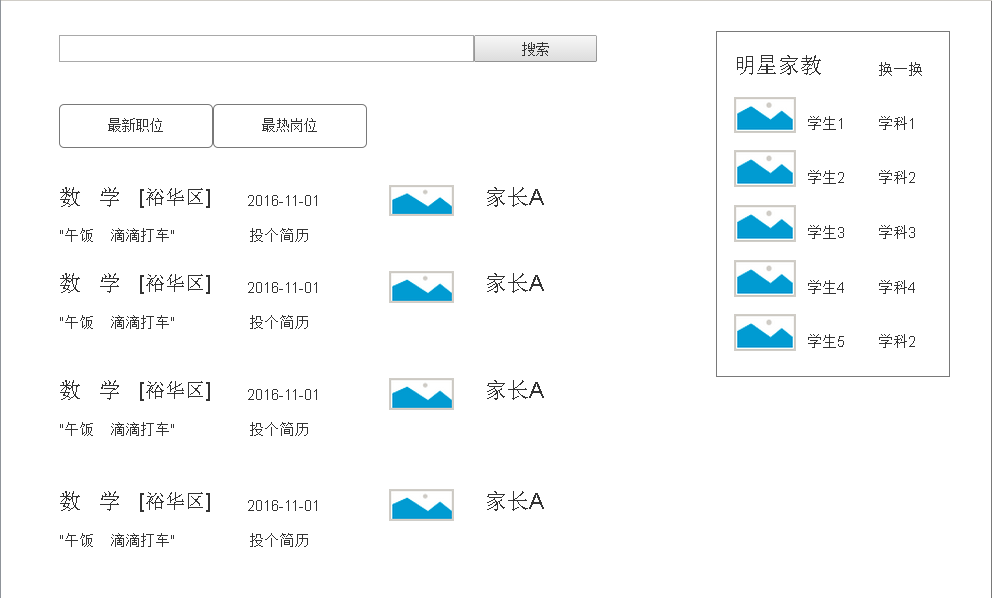 搜索
最新职位 最热岗位
数 学 [裕华区] 2016-11-01 家长A
"午饭 滴滴打车" 投个简历
数 学 [裕华区] 2016-11-01 家长A
"午饭 滴滴打车" 投个简历
数 学 [裕华区] 2016-11-01 家长A
"午饭 滴滴打车" 投个简历
数 学 [裕华区] 2016-11-01 家长A
"午饭 滴滴打车" 投个简历
明星家教 换一换
学生1 学科1
学生2 学科2
学生3 学科3
学生4 学科4
学生5 学科2